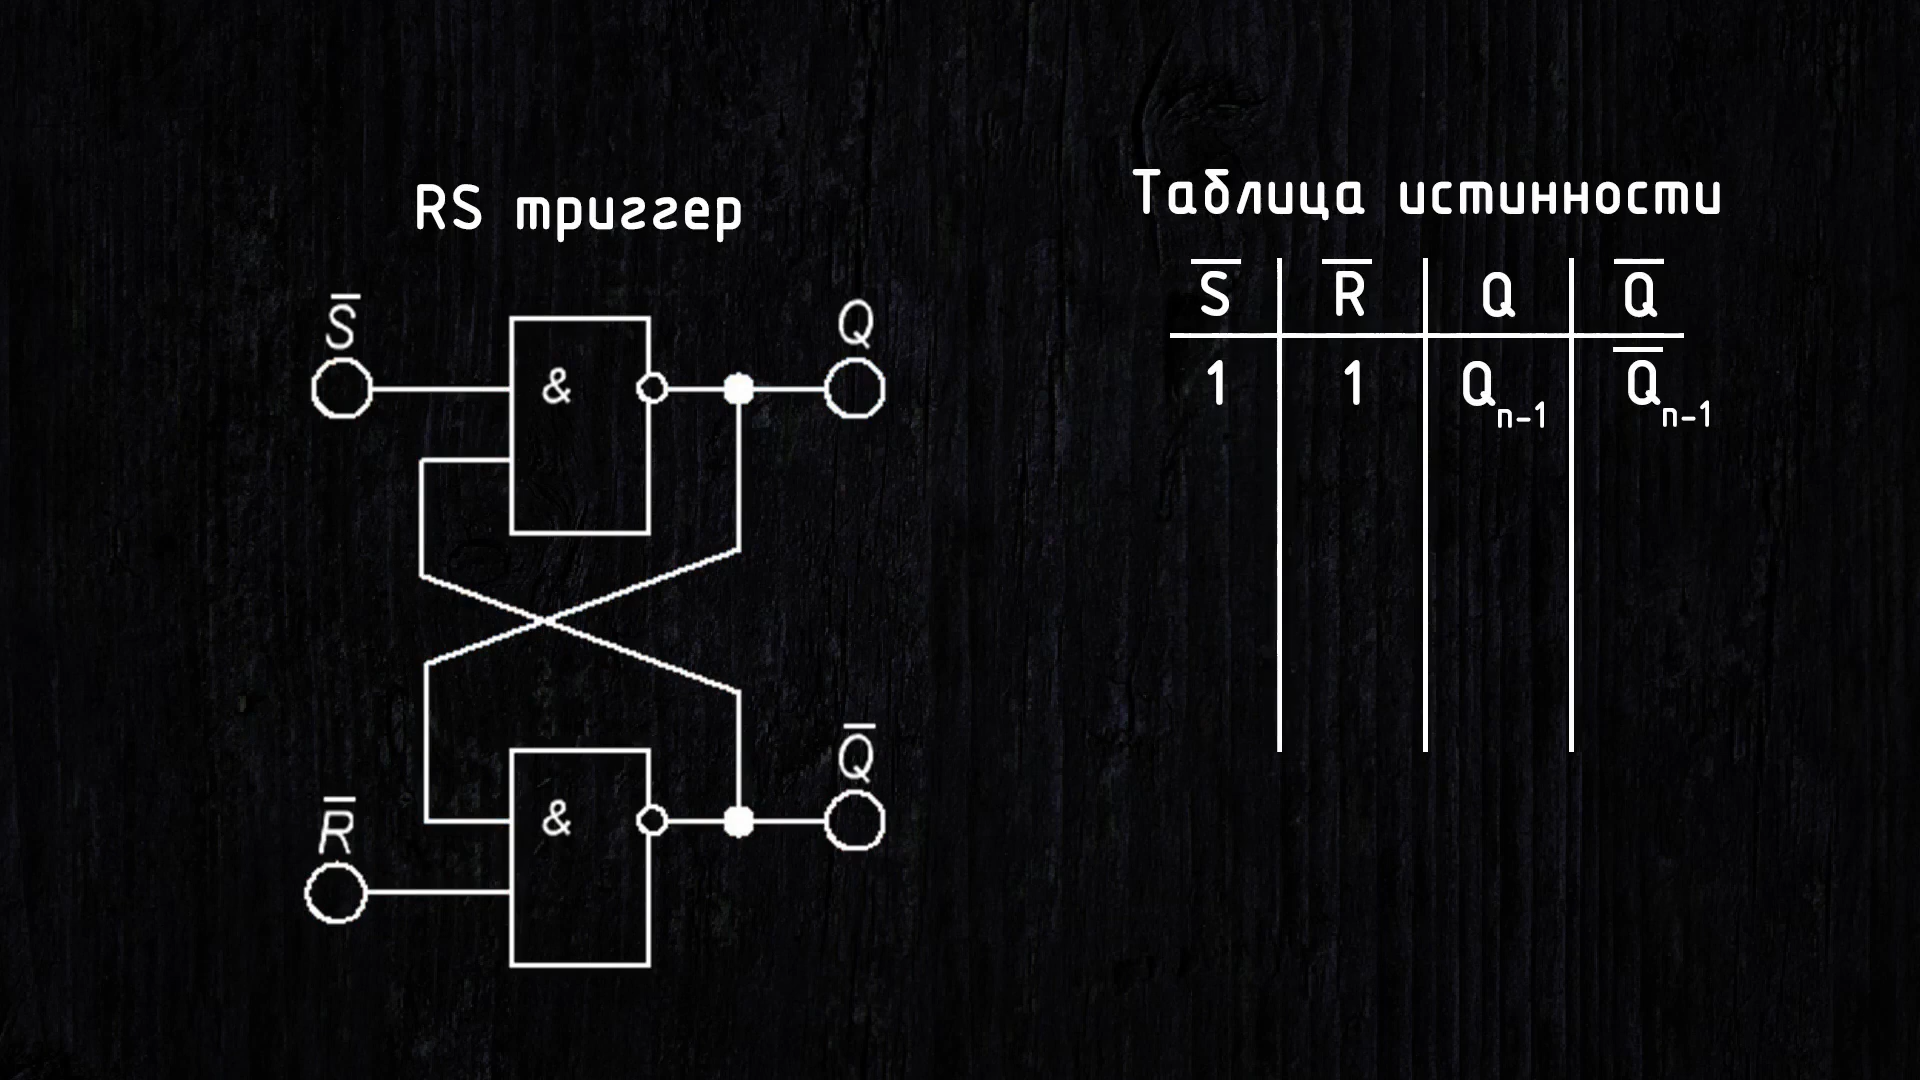 RS триггер
S̅
Q
&
&
R̅
Q̅
Таблица истинности
S̅ R̅ Q Q̅
1 1 Qn-1 Q̅n-1